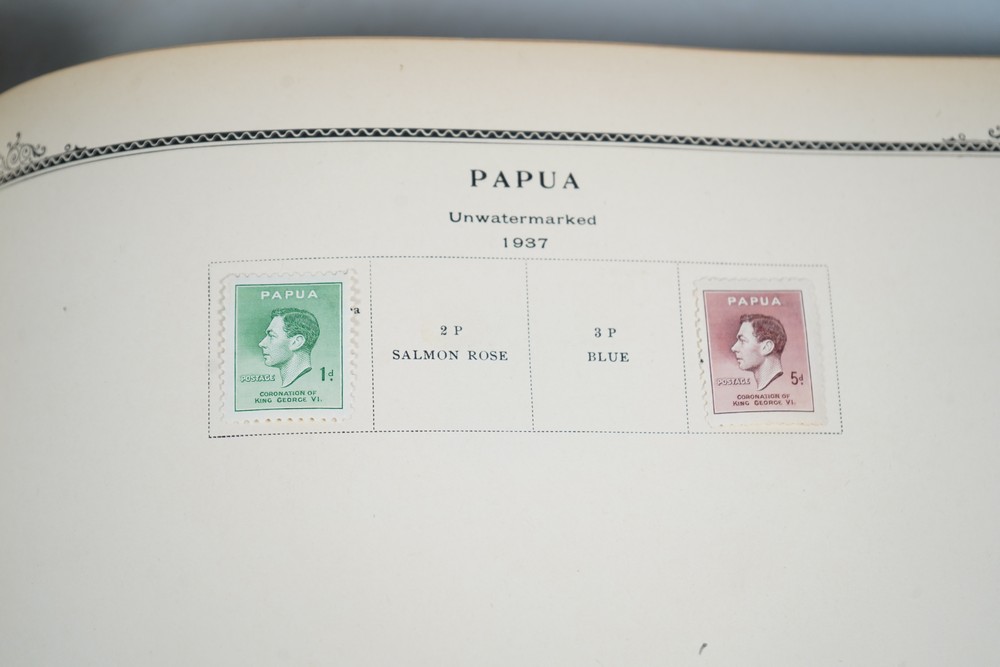 PAPUA
Unwatermarked
1937
PAPUA
POSTAGE
1d.
CORONATION OF
KING GEORGE VI.
2 P
SALMON ROSE
3 P
BLUE
PAPUA
POSTAGE
5d.
CORONATION OF
KING GEORGE VI.